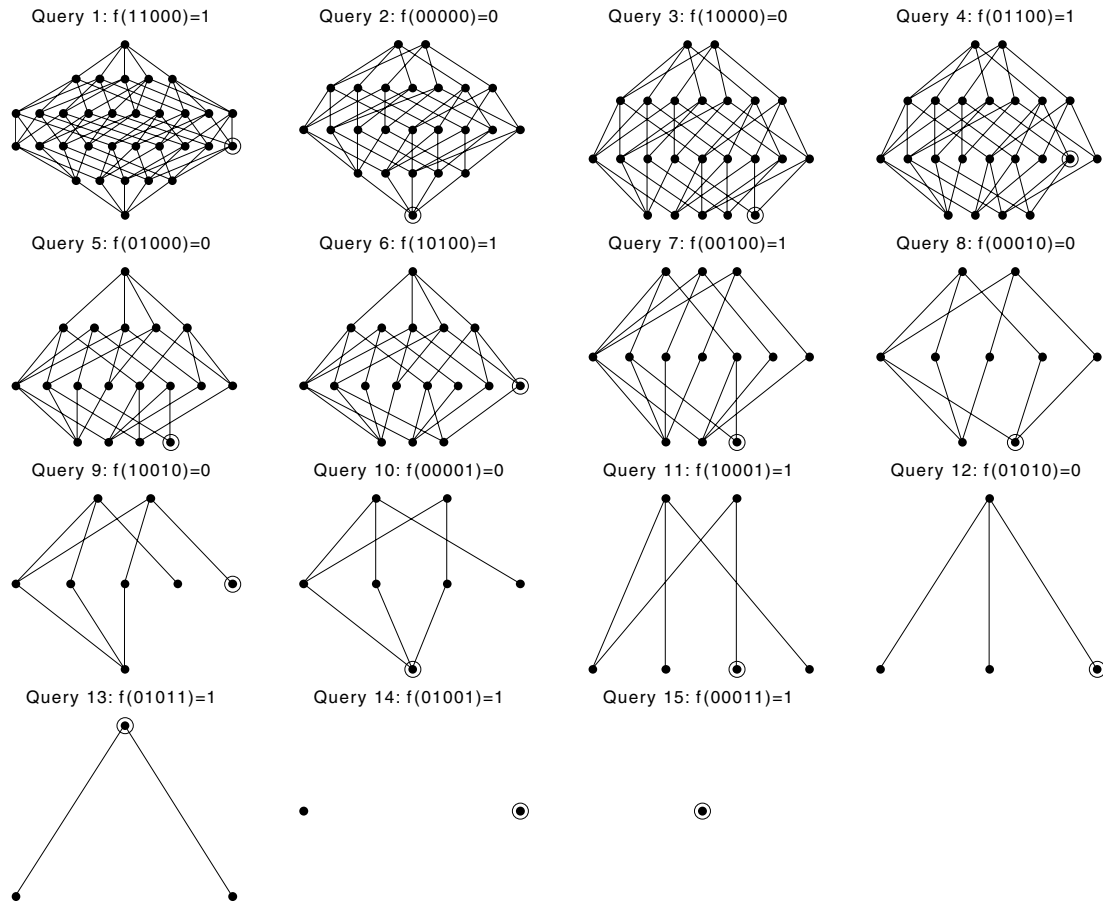 Query 1: f(11000)=1
Query 2: f(00000)=0
Query 3: f(10000)=0
Query 4: f(01100)=1
Query 5: f(01000)=0
Query 6: f(10100)=1
Query 7: f(00100)=1
Query 8: f(00010)=0
Query 9: f(10010)=0
Query 10: f(00001)=0
Query 11: f(10001)=1
Query 12: f(01010)=0
Query 13: f(01011)=1
Query 14: f(01001)=1
Query 15: f(00011)=1